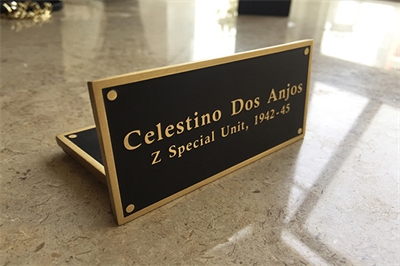 Celestino Dos Anjos
Z Special Unit, 1942-45